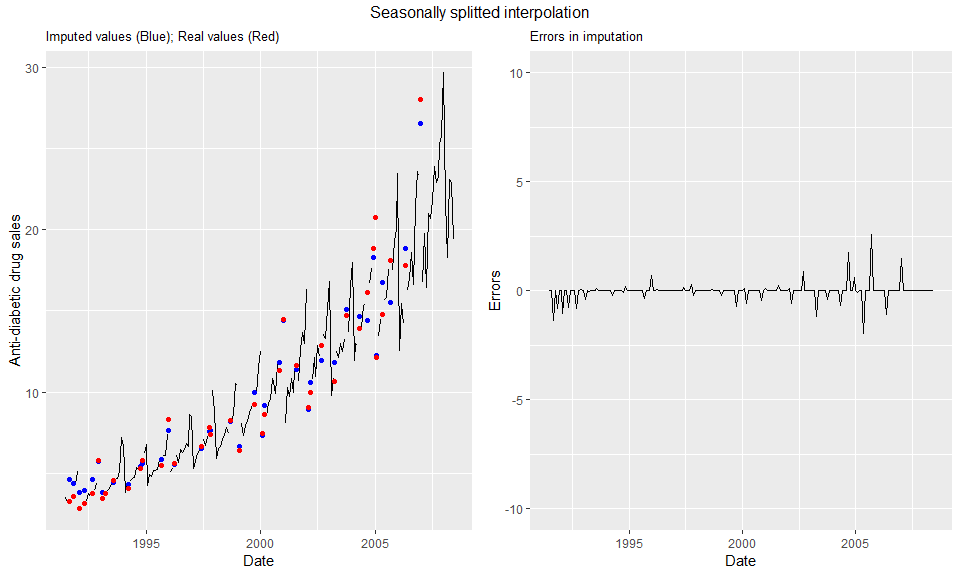 Seasonally splitted interpolation
Imputed values (Blue); Real values (Red)
Anti-diabetic drug sales
30
20
10
1995
2000
2005
Date
Errors in imputation
Errors
10
5
0
-5
-10
1995
2000
2005
Date